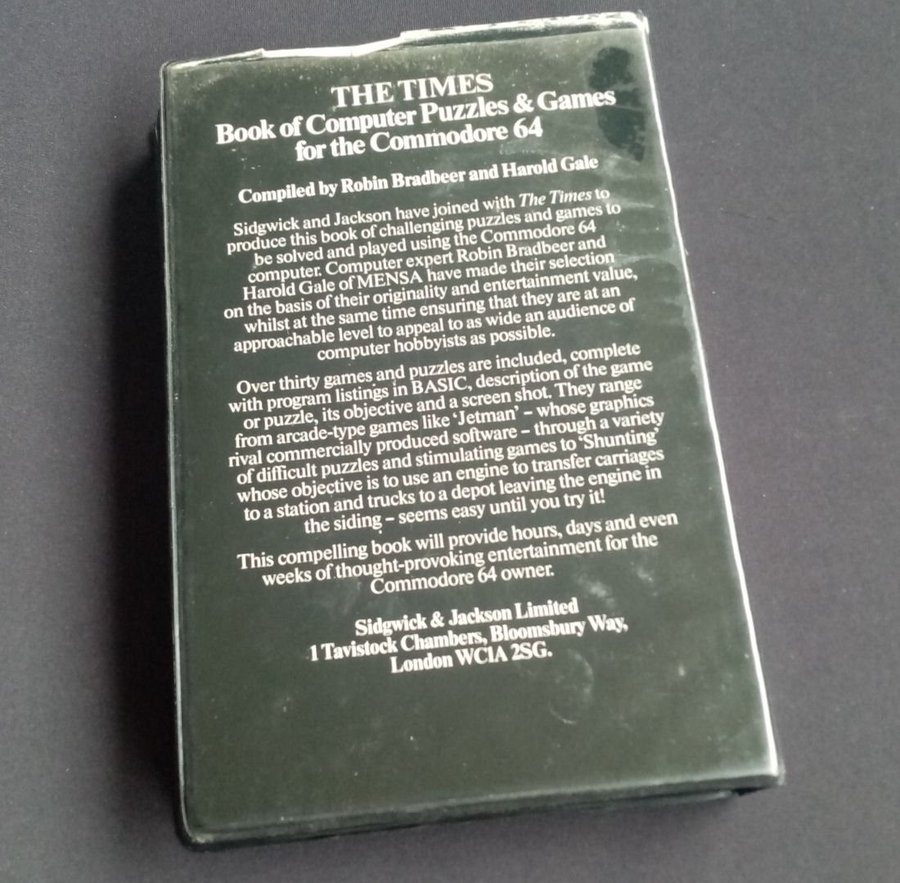 THE TIMES
Book of Computer Puzzles & Games
for the Commodore 64
Compiled by Robin Bradbeer and Harold Gale
Sidgwick and Jackson have joined with The Times to
produce this book of challenging puzzles and games to
be solved and played using the Commodore 64
computer. Computer expert Robin Bradbeer and
Harold Gale of MENSA have made their selection
on the basis of their originality and entertainment value,
whilst at the same time ensuring that they are at an
approachable level to appeal to as wide an audience of
computer hobbyists as possible.
Over thirty games and puzzles are included, complete
with program listings in BASIC, description of the game
or puzzle, its objective and a screen shot. They range
from arcade-type games like ‘Jetman’ – whose graphics
rival commercially produced software – through a variety
of difficult puzzles and stimulating games to ‘Shunting’
whose objective is to use an engine to transfer carriages
to a station and trucks to a depot leaving the engine in
the siding – seems easy until you try it!
This compelling book will provide hours, days and even
weeks of thought-provoking entertainment for the
Commodore 64 owner.
Sidgwick & Jackson Limited
1 Tavistock Chambers, Bloomsbury Way,
London WC1A 2SG.